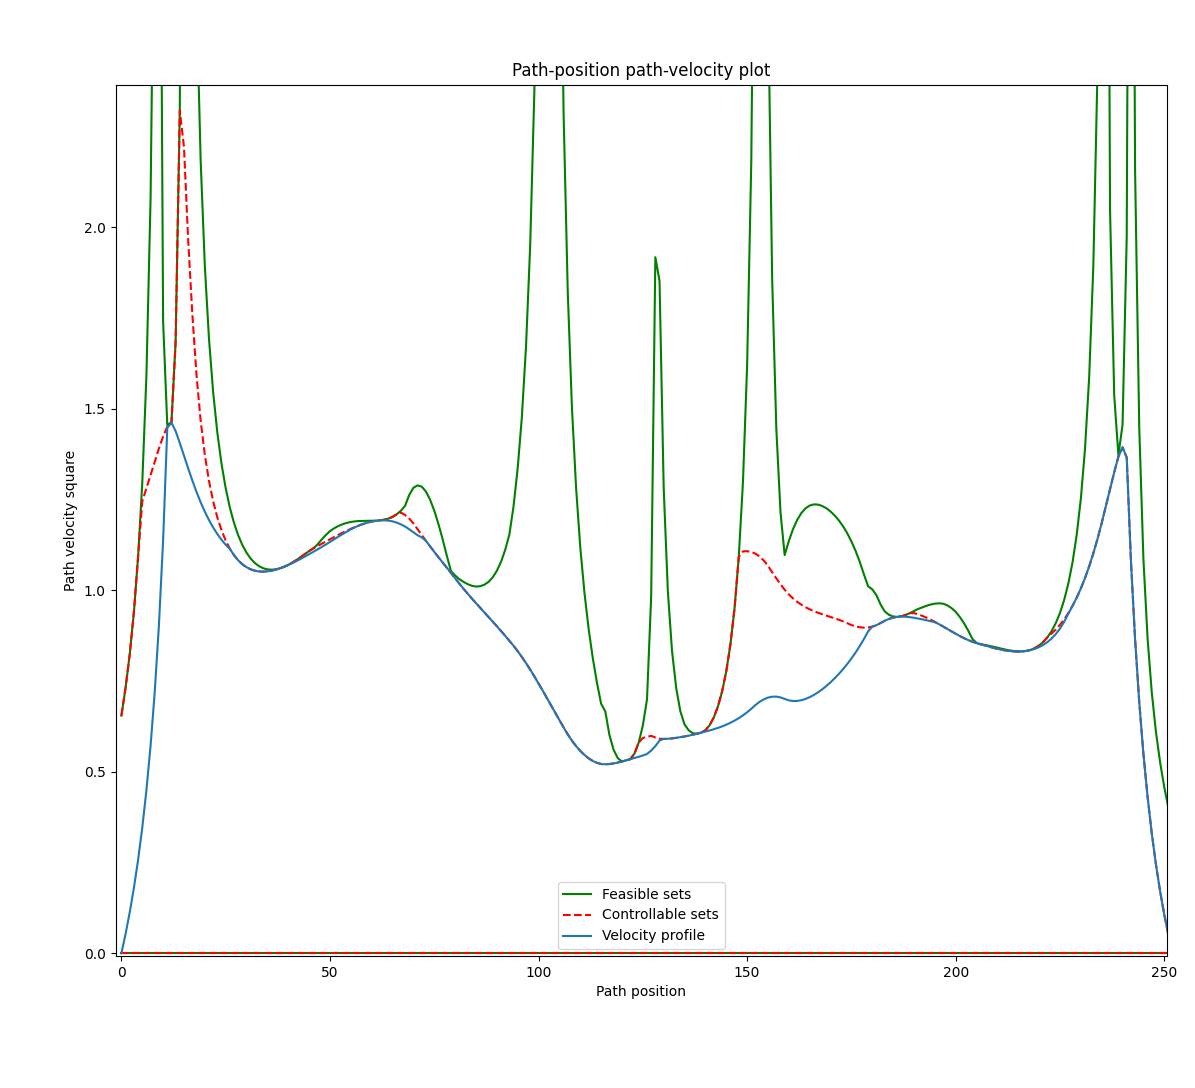 Path-position path-velocity plot
Path velocity square
2.0
1.5
1.0
0.5
0.0
Feasible sets
Controllable sets
Velocity profile
0 50 100 150 200 250
Path position